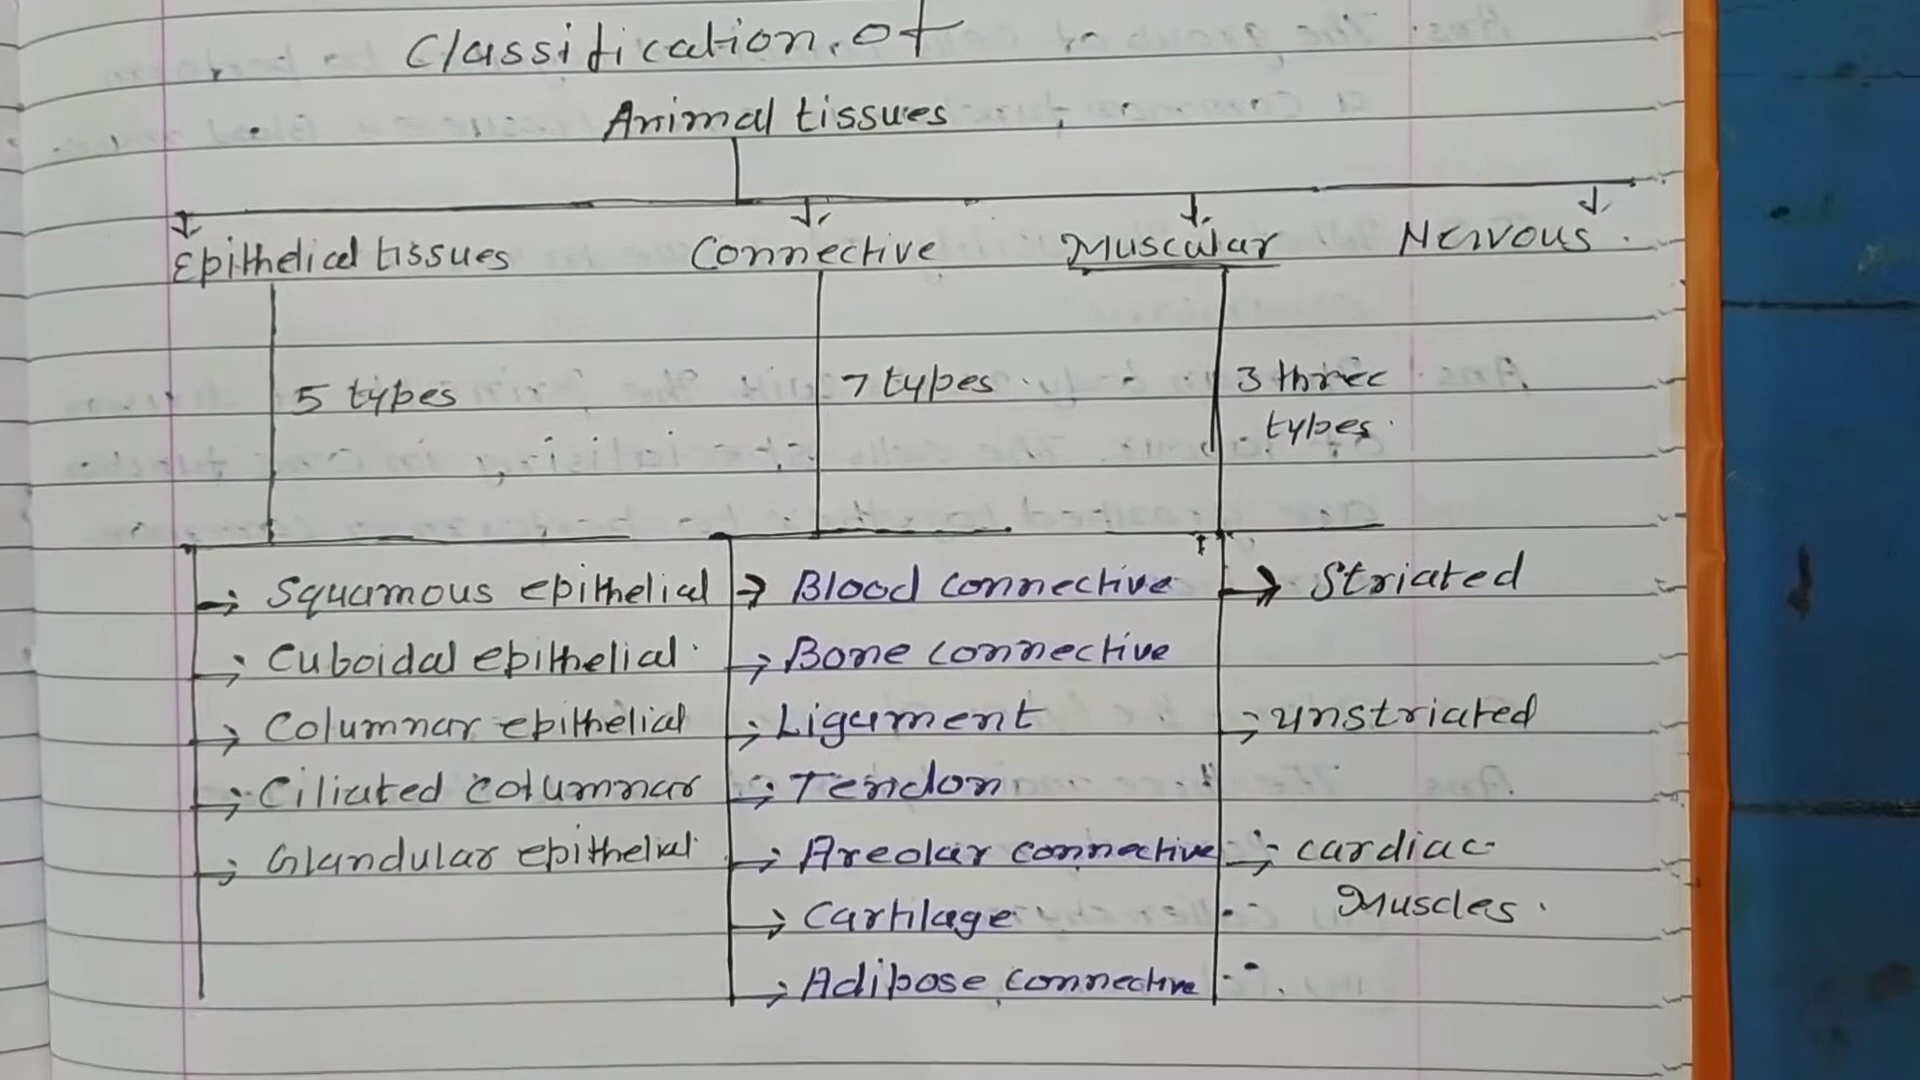 Classification of
Animal tissues
Epithelial tissues Connective Muscular Nervous.
5 types 7 types. 3 three
types.
Squamous epithelial Blood connective Striated
Cuboidal epithelial. Bone connective
Columnar epithelial Ligament unstriated
Ciliated columnar Tendon
Glandular epithelial Areolar connective cardiac
Cartilage Muscles.
Adipose connective